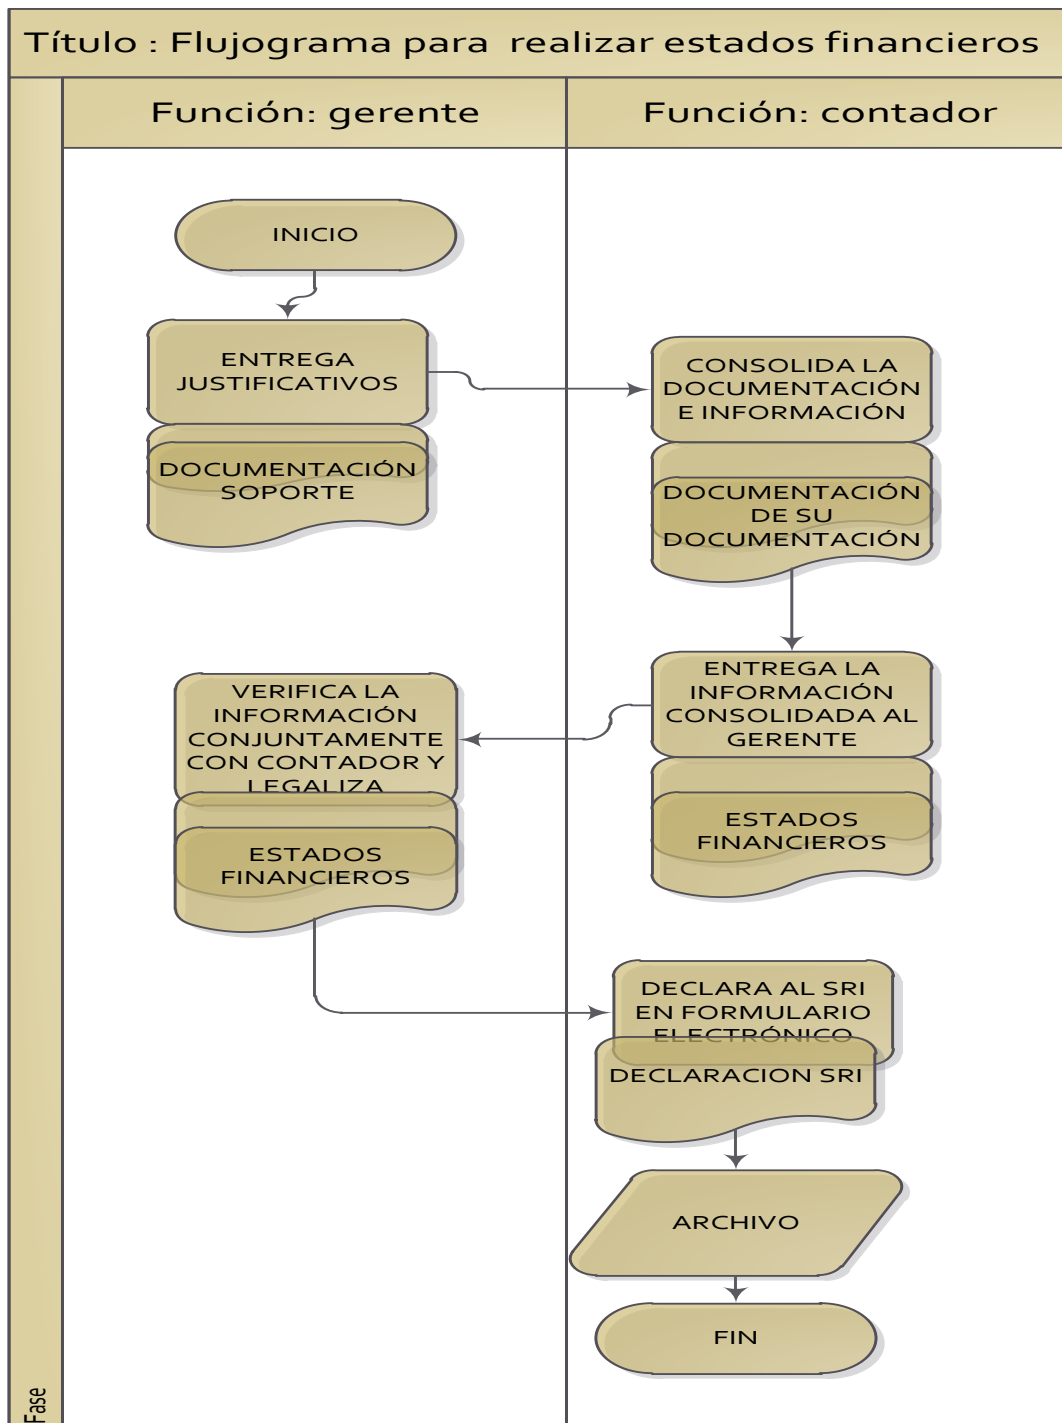 Título : Flujograma para realizar estados financieros
Función: gerente
Función: contador
INICIO
ENTREGA
JUSTIFICATIVOS
DOCUMENTACIÓN
SOPORTE
CONSOLIDA LA
DOCUMENTACIÓN
E INFORMACIÓN
DOCUMENTACIÓN
DE SU
DOCUMENTACIÓN
ENTREGA LA
INFORMACIÓN
CONSOLIDADA AL
GERENTE
ESTADOS
FINANCIEROS
VERIFICA LA
INFORMACIÓN
CONJUNTAMENTE
CON CONTADOR Y
LEGALIZA
ESTADOS
FINANCIEROS
DECLARA AL SRI
EN FORMULARIO
ELECTRÓNICO
DECLARACION SRI
ARCHIVO
FIN
Fase